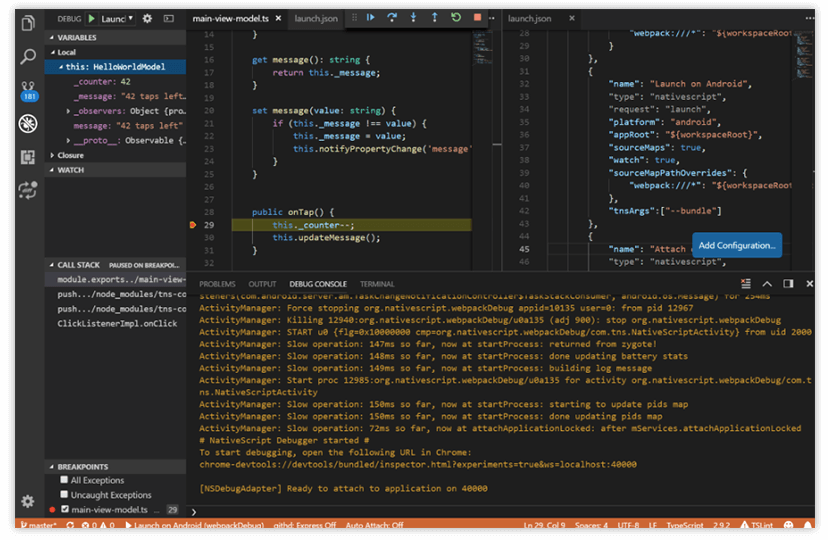 DEBUG
Launc
VARIABLES
Local
this: HelloWorldModel
_counter: 42
_message: "42 taps left…
_observers: Object {pro…
message: "42 taps left"
__proto__: Observable {…
Closure
WATCH
CALL STACK PAUSED ON BREAKPOI…
module.exports../main-view-
push.../node_modules/tns-co
push.../node_modules/tns-co
ClickListenerImpl.onClick
BREAKPOINTS
All Exceptions
Uncaught Exceptions
main-view-model.ts ... 29
181
main-view-model.ts
launch.json
14 }
15
16 get message(): string {
17 return this._message;
18 }
19
20 set message(value: string) {
21 if (this._message !== value) {
22 this._message = value;
23 this.notifyPropertyChange('message'
24 }
25 }
26
27
28 public onTap() {
29 this._counter--;
30 this.updateMessage();
31 }
32
launch.json
28 "webpack:///*": "${workspaceRoot
29 }
30 },
31 {
32 "name": "Launch on Android",
33 "type": "nativescript",
34 "request": "launch",
35 "platform": "android",
36 "appRoot": "${workspaceRoot}",
37 "sourceMaps": true,
38 "watch": true,
39 "sourceMapPathOverrides": {
40 "webpack:///*": "${workspaceRoot
41 },
42 "tnsArgs":["--bundle"]
43 },
44 {
45 "name": "Attach
46 "type": "nativescript",
Add Configuration...
PROBLEMS OUTPUT DEBUG CONSOLE TERMINAL
steners{com.android.server.am.TaskChangeNotificationController$TaskStackConsumer, android.os.Message} for 254ms
ActivityManager: Force stopping org.nativescript.webpackDebug appid=10135 user=0: from pid 12967
ActivityManager: Killing 12940:org.nativescript.webpackDebug/u0a135 (adj 900): stop org.nativescript.webpackDebug
ActivityManager: START u0 {flg=0x10000000 cmp=org.nativescript.webpackDebug/com.tns.NativeScriptActivity} from uid 2000
ActivityManager: Slow operation: 147ms so far, now at startProcess: returned from zygote!
ActivityManager: Slow operation: 148ms so far, now at startProcess: done updating battery stats
ActivityManager: Slow operation: 149ms so far, now at startProcess: building log message
ActivityManager: Start proc 12985:org.nativescript.webpackDebug/u0a135 for activity org.nativescript.webpackDebug/com.t
ns.NativeScriptActivity
ActivityManager: Slow operation: 150ms so far, now at startProcess: starting to update pids map
ActivityManager: Slow operation: 150ms so far, now at startProcess: done updating pids map
ActivityManager: Slow operation: 72ms so far, now at attachApplicationLocked: after mServices.attachApplicationLocked
# NativeScript Debugger started #
To start debugging, open the following URL in Chrome:
chrome-devtools://devtools/bundled/inspector.html?experiments=true&ws=localhost:40000
[NSDebugAdapter] Ready to attach to application on 40000
master* 0 0 Launch on Android (webpackDebug) githd: Express Off Auto Attach: Off Ln 29, Col 9 Spaces: 4 UTF-8 LF TypeScript 2.9.2 TSLint